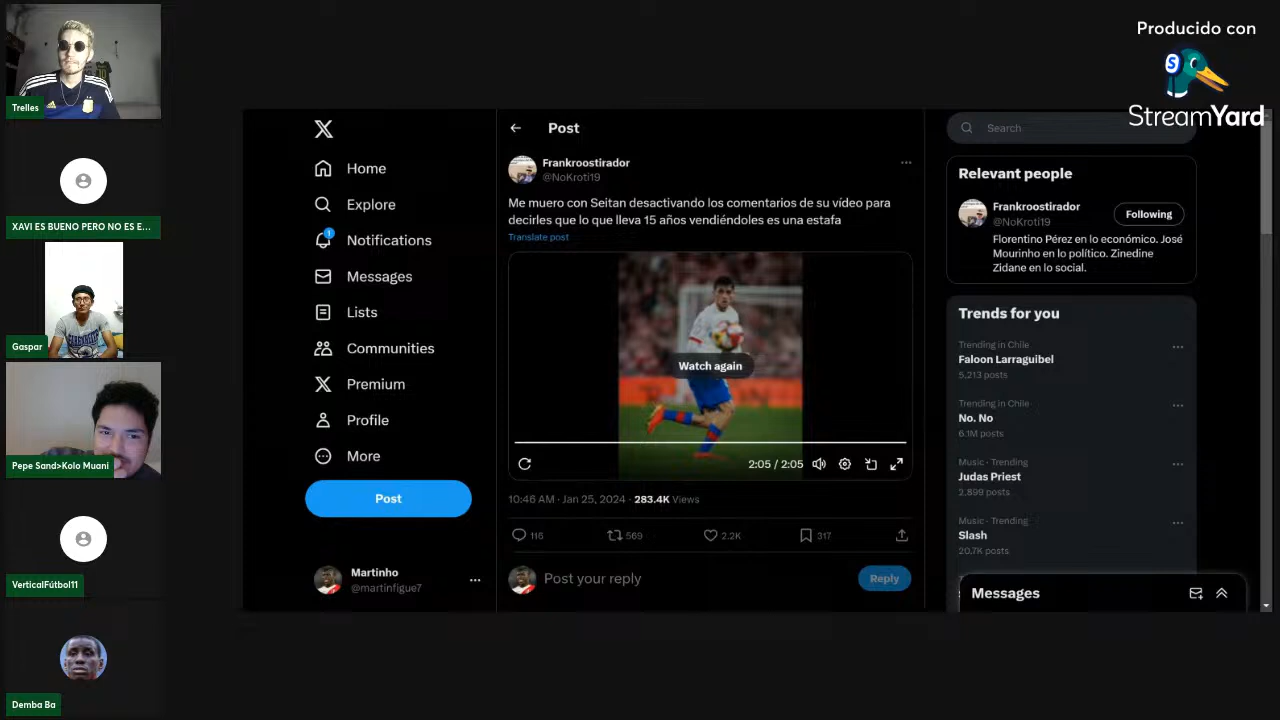 Producido con
StreamYard
Trelles
XAVI ES BUENO PERO NO ES E...
Gaspar
Pepe Sand>Kolo Muani
VerticalFútbol11
Demba Ba
Home
Explore
1
Notifications
Messages
Lists
Communities
Premium
Profile
More
Post
Martinho
@martinfigue7
Post
Frankroostirador
@NoKroti19
Me muero con Seitan desactivando los comentarios de su vídeo para
decirles que lo que lleva 15 años vendiéndoles es una estafa
Translate post
Watch again
2:05 / 2:05
10:46 AM · Jan 25, 2024 · 283.4K Views
116
569
2.2K
317
Post your reply
Reply
Search
Relevant people
Frankroostirador
@NoKroti19
Following
Florentino Pérez en lo económico. José
Mourinho en lo político. Zinedine
Zidane en lo social.
Trends for you
Trending in Chile
Faloon Larraguibel
5,213 posts
Trending in Chile
No. No
6.1M posts
Music · Trending
Judas Priest
2,899 posts
Music · Trending
Slash
20.7K posts
Messages